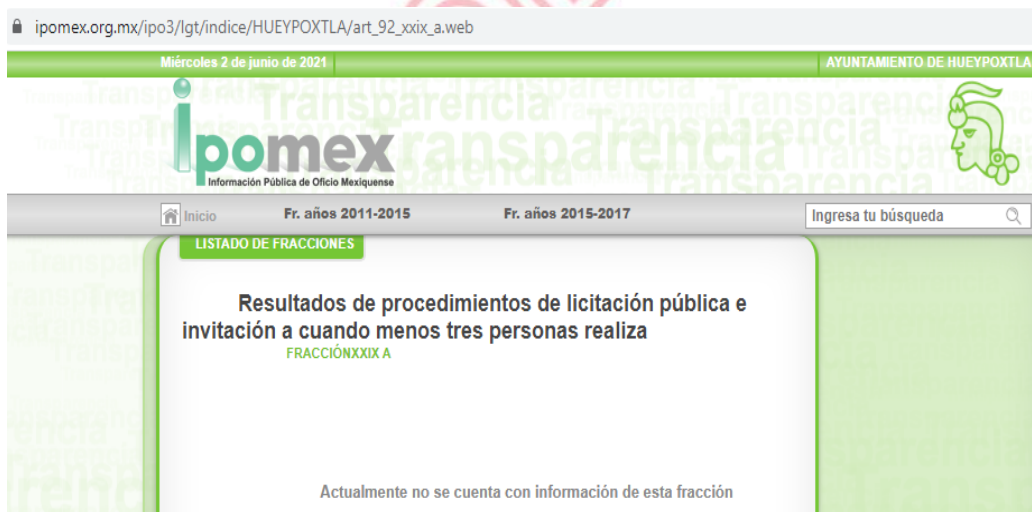 ipomex.org.mx/ipo3/lgt/indice/HUEYPOXTLA/art_92_xxix_a.web
Miércoles 2 de junio de 2021
AYUNTAMIENTO DE HUEYPOXTLA
Transparencia
ipomex
Información Pública de Oficio Mexiquense
Inicio
Fr. años 2011-2015
Fr. años 2015-2017
Ingresa tu búsqueda
LISTADO DE FRACCIONES
Resultados de procedimientos de licitación pública e
invitación a cuando menos tres personas realiza
FRACCIÓNXXIX A
Actualmente no se cuenta con información de esta fracción